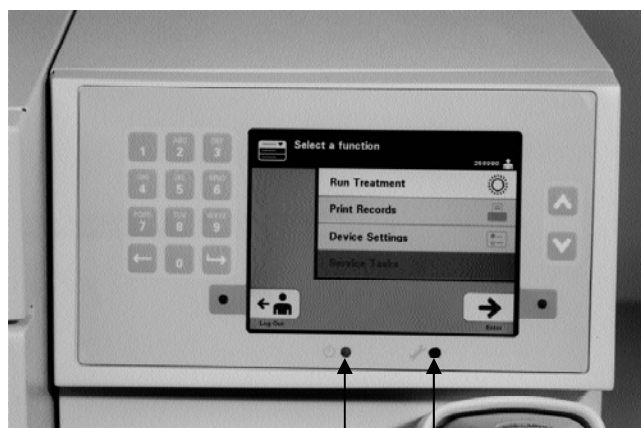 Select a function
1 2 ABC 3 DEF
4 GHI 5 JKL 6 MNO
7 PQRS 8 TUV 9 WXYZ
0
Run Treatment
Print Records
Device Settings
Service Tasks
Log Out
Enter